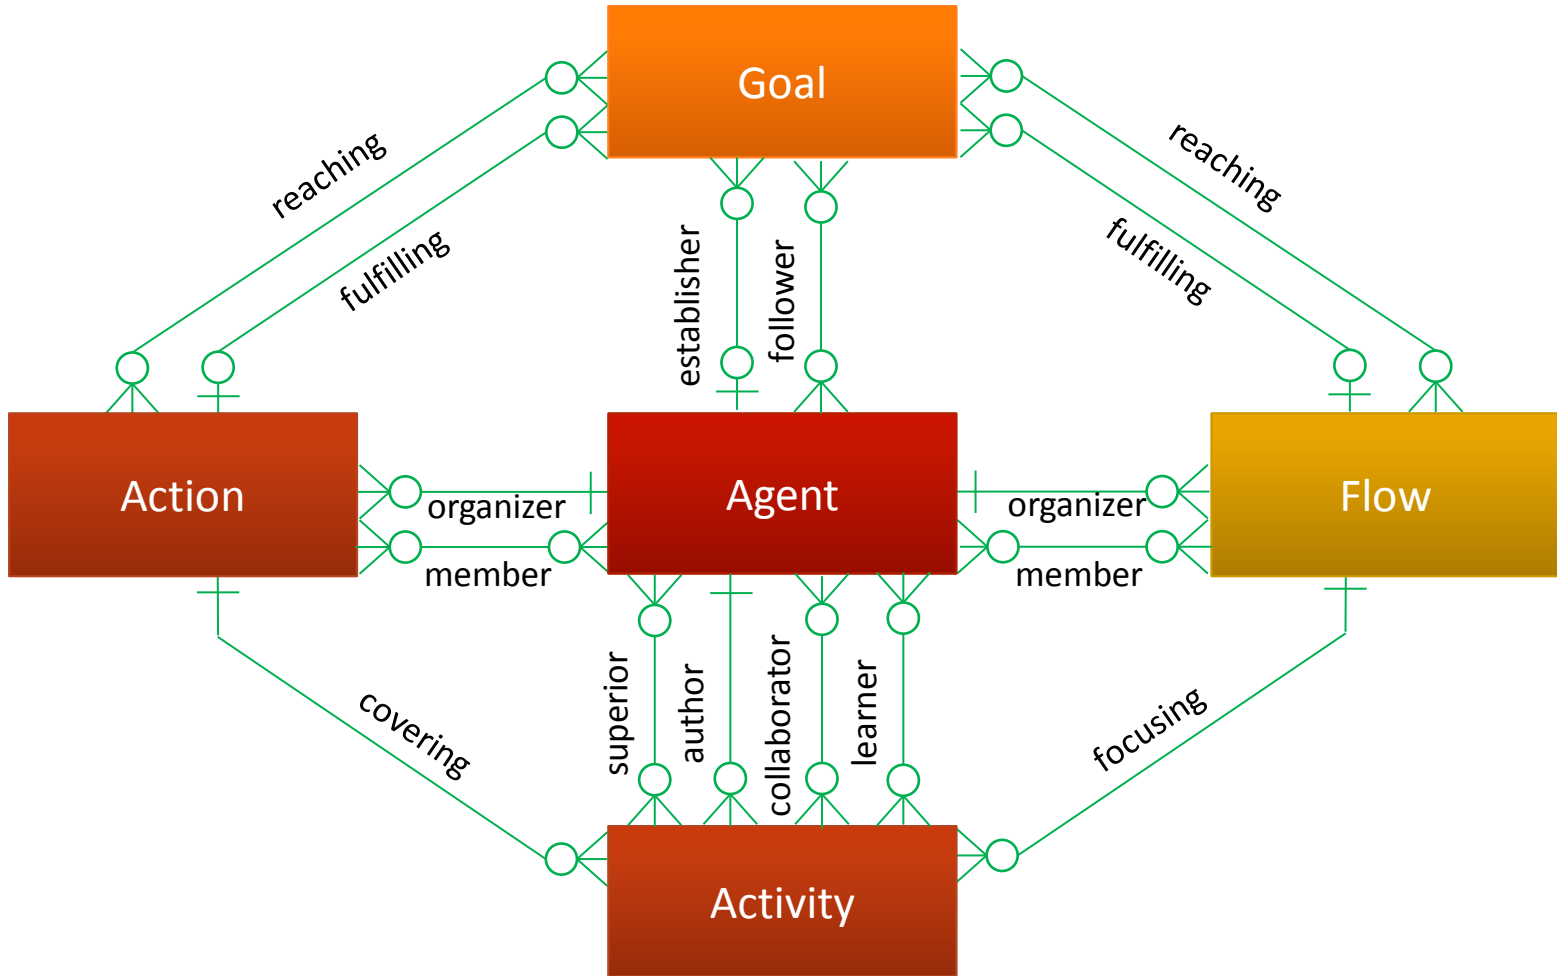 Goal
reaching
reaching
fulfilling
fulfilling
establisher
follower
Action
Agent
Flow
organizer
organizer
member
member
superior
author
collaborator
learner
covering
focusing
Activity